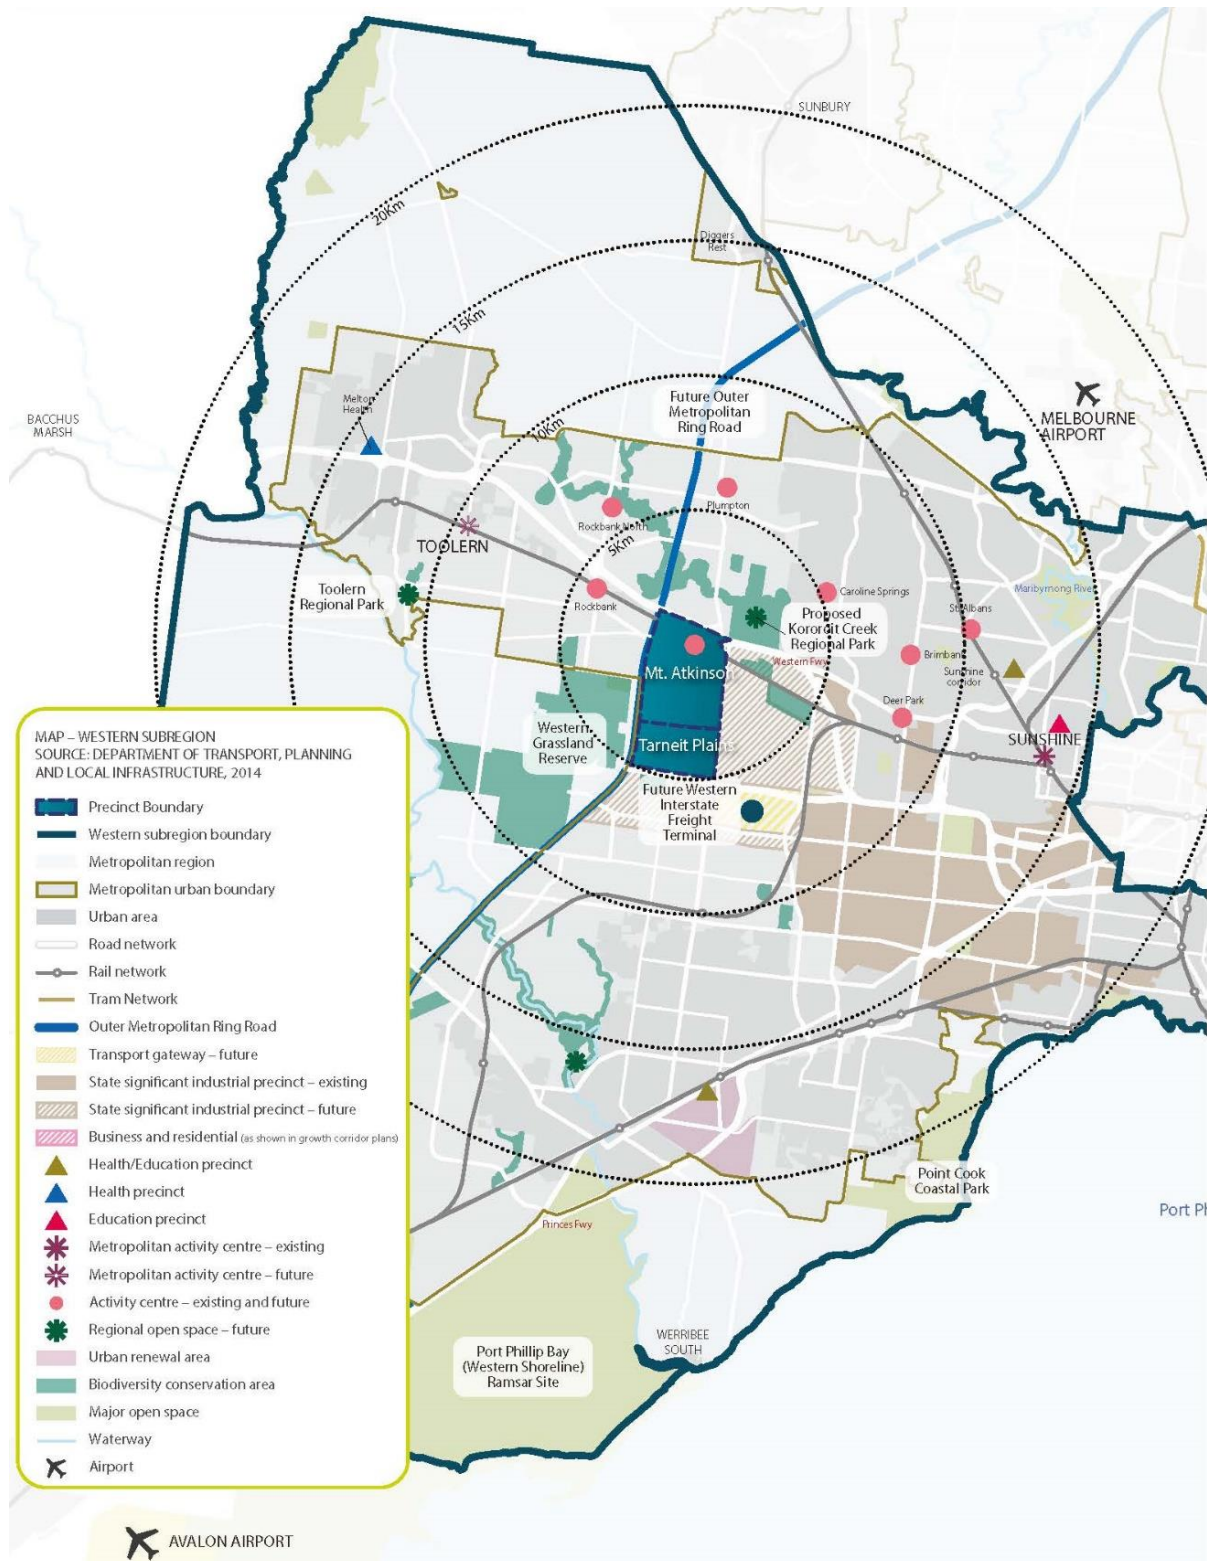 SUNBURY
20Km
Diggers
Rest
15Km
Melton
Health
BACCHUS
MARSH
10Km
Future Outer
Metropolitan
Ring Road
MELBOURNE
AIRPORT
Plumpton
Rockbank North
TOOLERN
5Km
Toolern
Regional Park
Rockbank
Caroline Springs
Maribyrnong River
St. Albans
Proposed
Kororoit Creek
Regional Park
Western Fwy
Brimbank
Sunshine
corridor
Mt. Atkinson
Deer Park
Western
Grassland
Reserve
Tarneit Plains
SUNSHINE
Future Western
Interstate
Freight
Terminal
MAP – WESTERN SUBREGION
SOURCE: DEPARTMENT OF TRANSPORT, PLANNING
AND LOCAL INFRASTRUCTURE, 2014
Precinct Boundary
Western subregion boundary
Metropolitan region
Metropolitan urban boundary
Urban area
Road network
Rail network
Tram Network
Outer Metropolitan Ring Road
Transport gateway – future
State significant industrial precinct – existing
State significant industrial precinct – future
Business and residential (as shown in growth corridor plans)
Health/Education precinct
Health precinct
Education precinct
Metropolitan activity centre – existing
Metropolitan activity centre – future
Activity centre – existing and future
Regional open space – future
Urban renewal area
Biodiversity conservation area
Major open space
Waterway
Airport
Point Cook
Coastal Park
Port Ph
Princes Fwy
WERRIBEE
SOUTH
Port Phillip Bay
(Western Shoreline)
Ramsar Site
AVALON AIRPORT